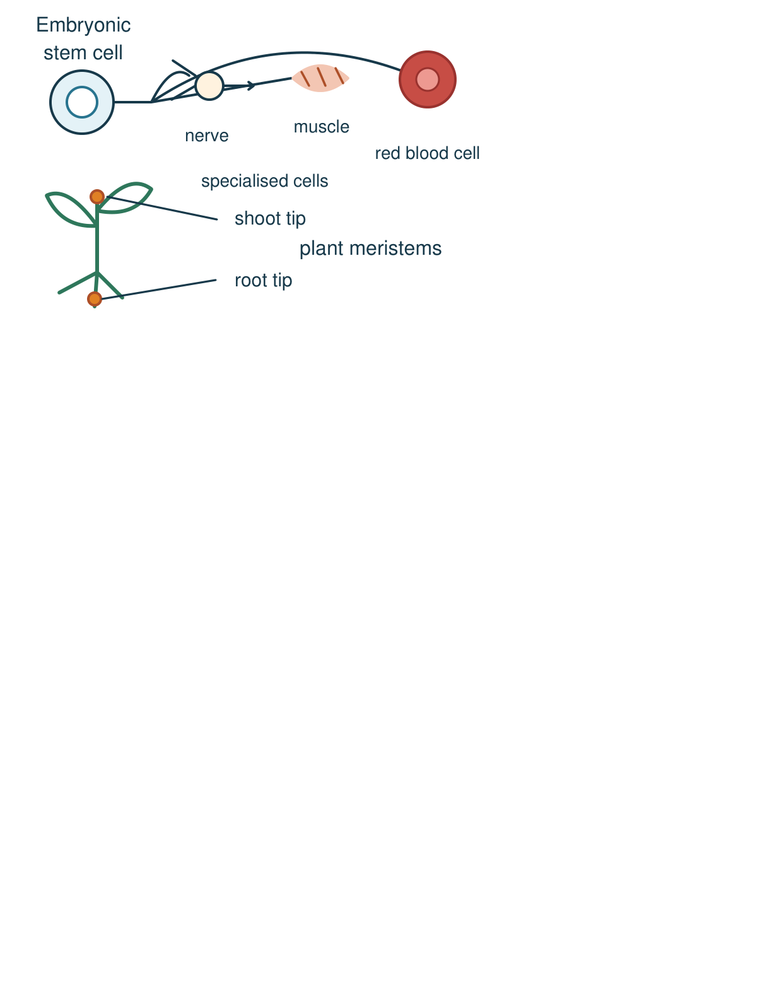 Embryonic
stem cell
nerve
muscle
red blood cell
specialised cells
shoot tip
plant meristems
root tip